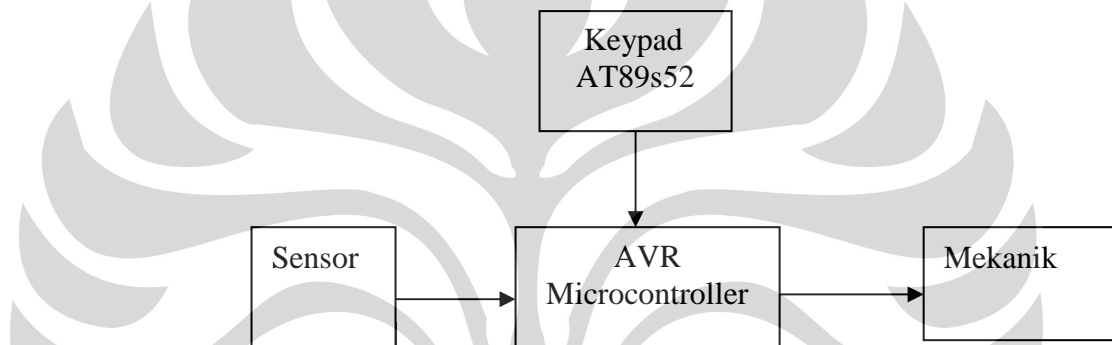 Keypad
AT89s52
Sensor
AVR
Microcontroller
Mekanik